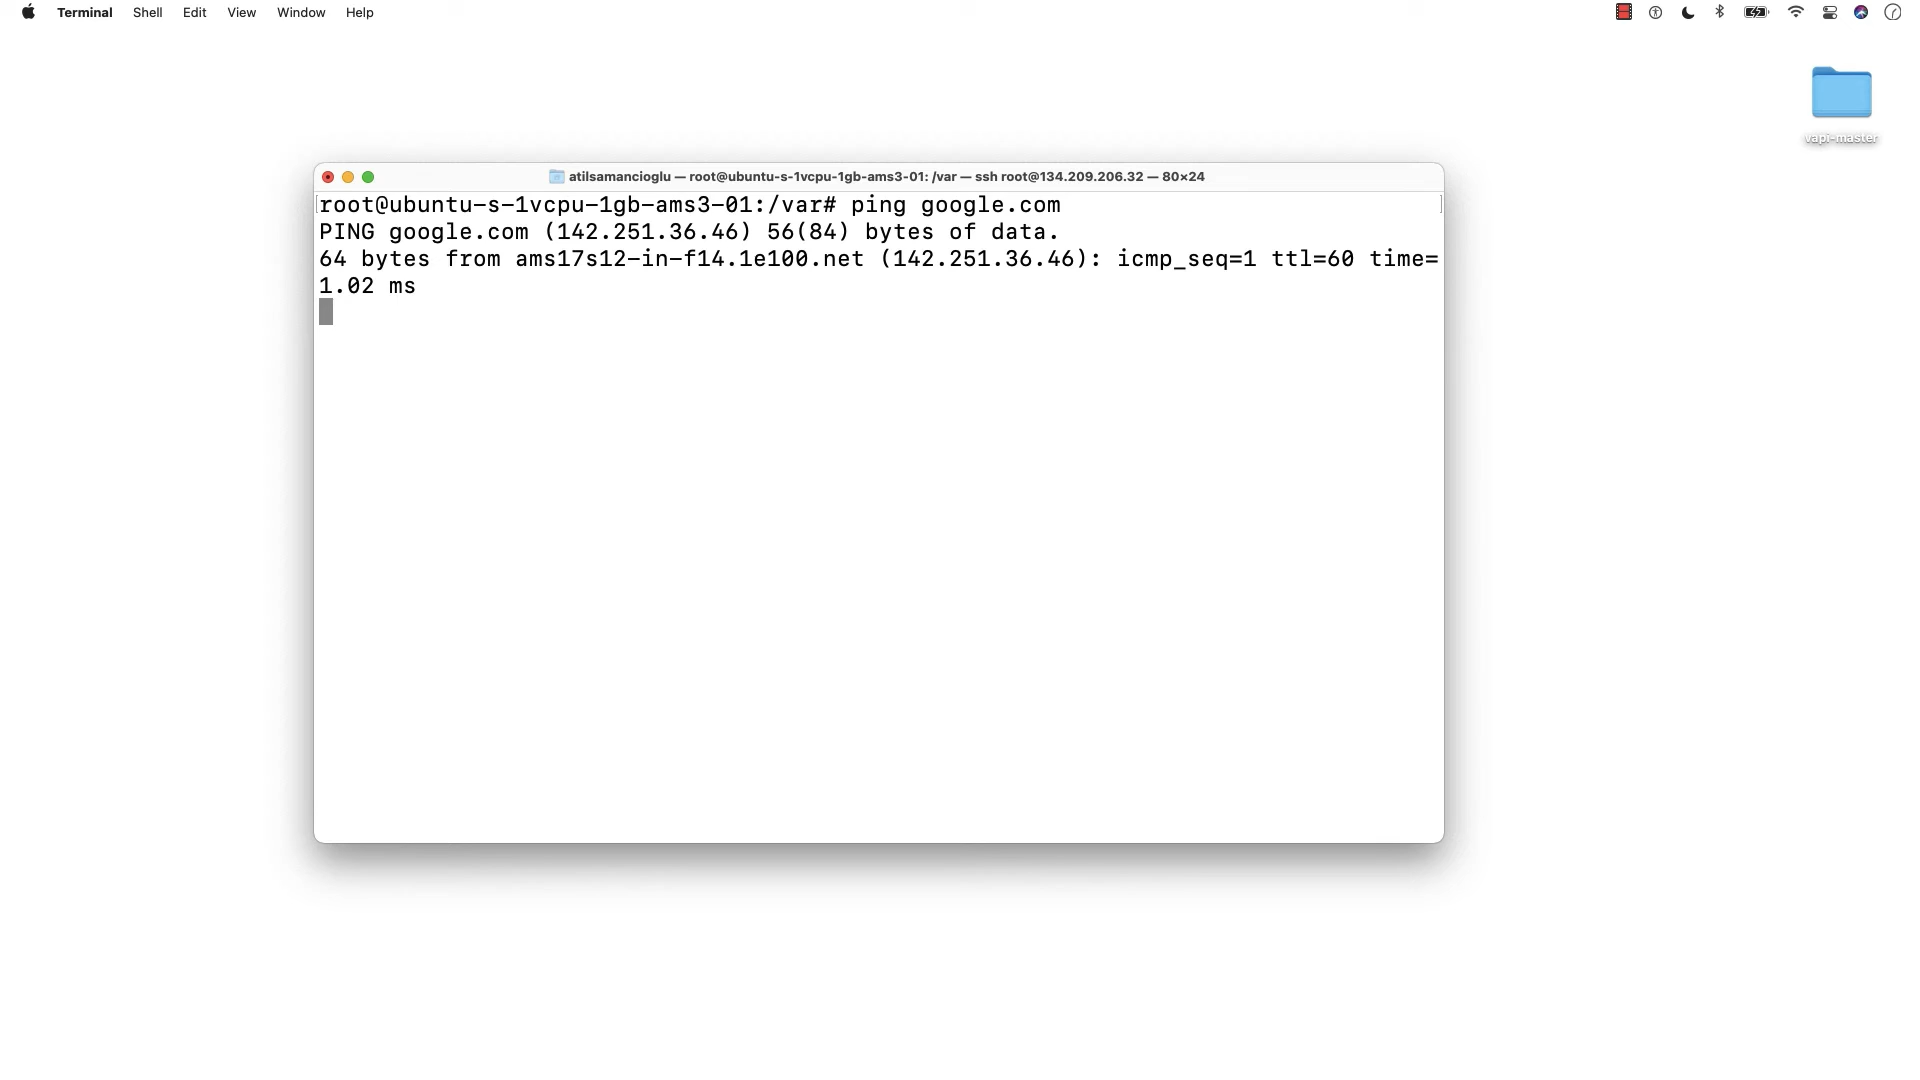 Terminal Shell Edit View Window Help
vapi-master
atilsamancioglu — root@ubuntu-s-1vcpu-1gb-ams3-01: /var — ssh root@134.209.206.32 — 80×24
root@ubuntu-s-1vcpu-1gb-ams3-01:/var# ping google.com
PING google.com (142.251.36.46) 56(84) bytes of data.
64 bytes from ams17s12-in-f14.1e100.net (142.251.36.46): icmp_seq=1 ttl=60 time=
1.02 ms